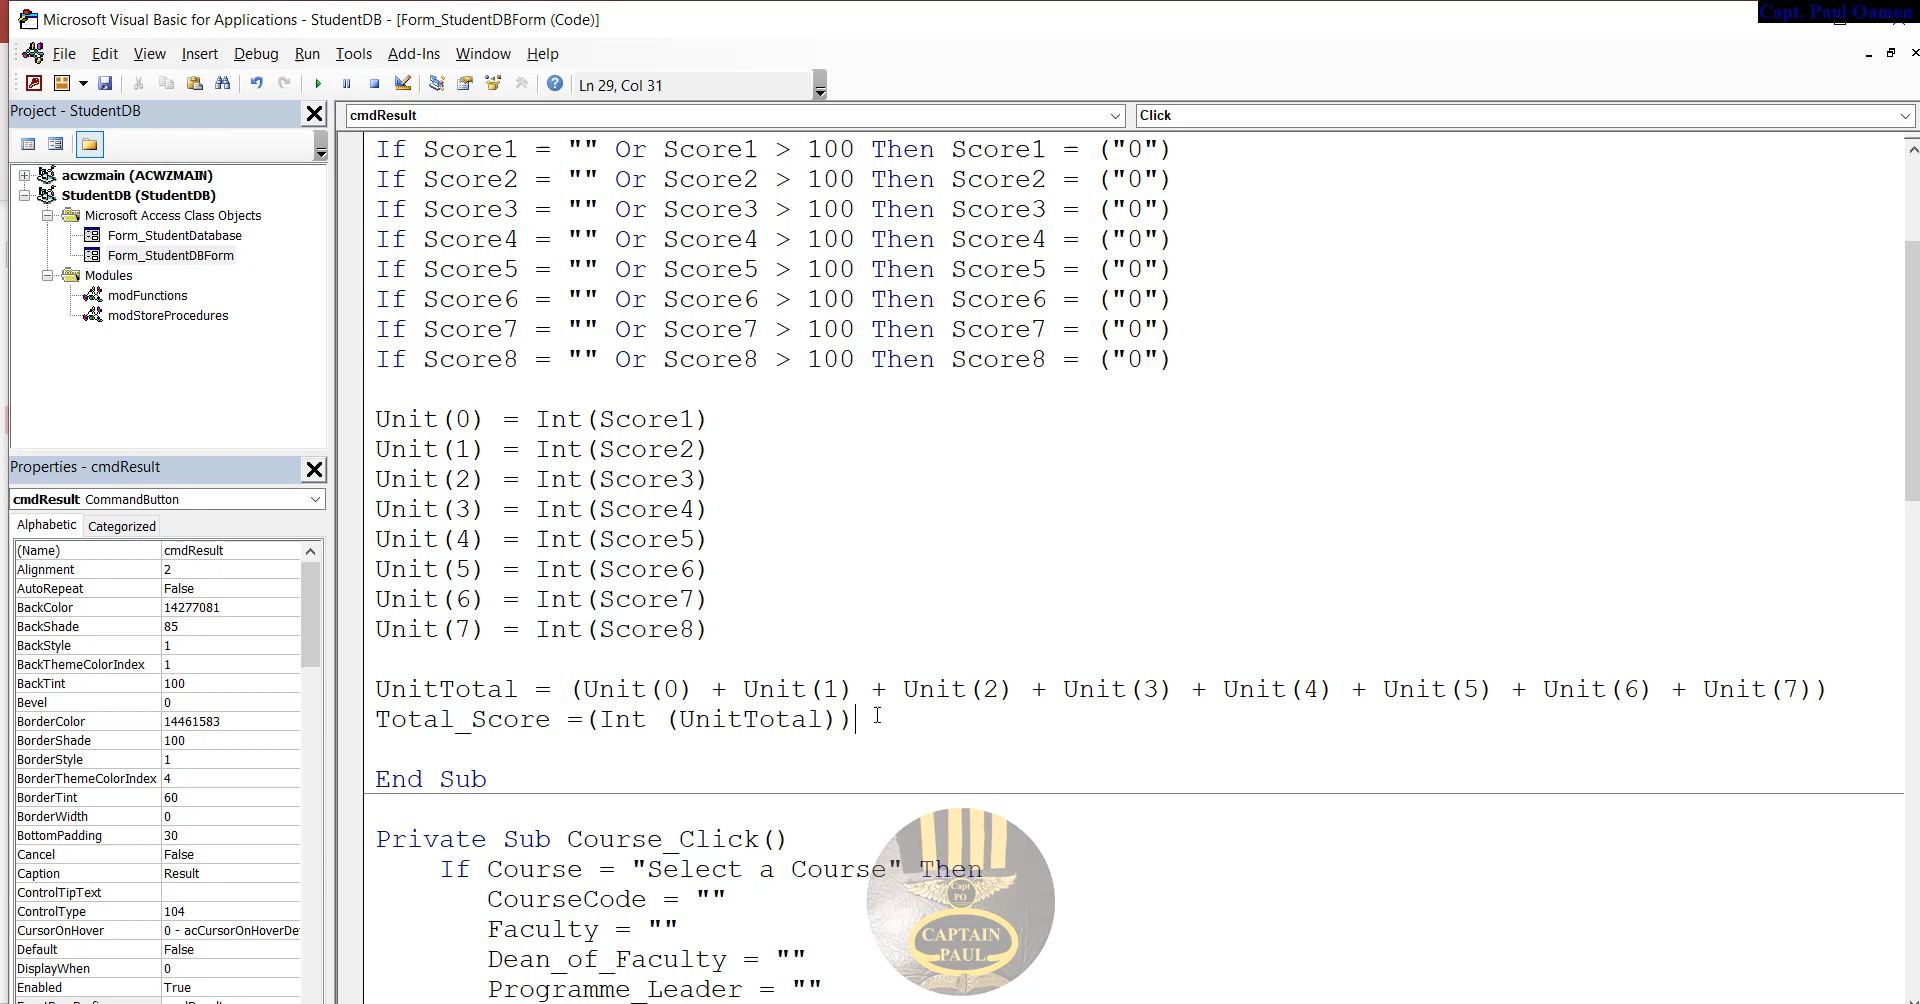 Microsoft Visual Basic for Applications - StudentDB - [Form_StudentDBForm (Code)]
Capt. Paul Oamen
File Edit View Insert Debug Run Tools Add-Ins Window Help
Ln 29, Col 31
Project - StudentDB
acwzmain (ACWZMAIN)
StudentDB (StudentDB)
Microsoft Access Class Objects
Form_StudentDatabase
Form_StudentDBForm
Modules
modFunctions
modStoreProcedures
Properties - cmdResult
cmdResult CommandButton
Alphabetic Categorized
(Name) cmdResult
Alignment 2
AutoRepeat False
BackColor 14277081
BackShade 85
BackStyle 1
BackThemeColorIndex 1
BackTint 100
Bevel 0
BorderColor 14461583
BorderShade 100
BorderStyle 1
BorderThemeColorIndex 4
BorderTint 60
BorderWidth 0
BottomPadding 30
Cancel False
Caption Result
ControlTipText
ControlType 104
CursorOnHover 0 - acCursorOnHoverDe
Default False
DisplayWhen 0
Enabled True
cmdResult Click
If Score1 = "" Or Score1 > 100 Then Score1 = ("0")
If Score2 = "" Or Score2 > 100 Then Score2 = ("0")
If Score3 = "" Or Score3 > 100 Then Score3 = ("0")
If Score4 = "" Or Score4 > 100 Then Score4 = ("0")
If Score5 = "" Or Score5 > 100 Then Score5 = ("0")
If Score6 = "" Or Score6 > 100 Then Score6 = ("0")
If Score7 = "" Or Score7 > 100 Then Score7 = ("0")
If Score8 = "" Or Score8 > 100 Then Score8 = ("0")
Unit(0) = Int(Score1)
Unit(1) = Int(Score2)
Unit(2) = Int(Score3)
Unit(3) = Int(Score4)
Unit(4) = Int(Score5)
Unit(5) = Int(Score6)
Unit(6) = Int(Score7)
Unit(7) = Int(Score8)
UnitTotal = (Unit(0) + Unit(1) + Unit(2) + Unit(3) + Unit(4) + Unit(5) + Unit(6) + Unit(7))
Total_Score =(Int (UnitTotal))
End Sub
Private Sub Course_Click()
If Course = "Select a Course" Then
CourseCode = ""
Faculty = ""
Dean_of_Faculty = ""
Programme_Leader = ""
Capt
PO
CAPTAIN
PAUL